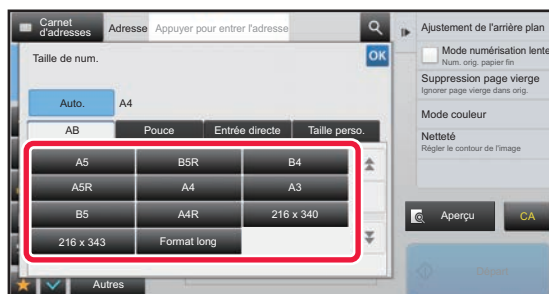 Carnet d'adresses
Adresse
Appuyer pour entrer l'adresse
Taille de num.
OK
Auto.
A4
AB
Pouce
Entrée directe
Taille perso.
A5
B5R
B4
A5R
A4
A3
B5
A4R
216 x 340
216 x 343
Format long
Autres
Ajustement de l'arrière plan
Mode numérisation lente
Num. orig. papier fin
Suppression page vierge
Ignorer page vierge dans orig.
Mode couleur
Netteté
Régler le contour de l'image
Aperçu
CA
Départ